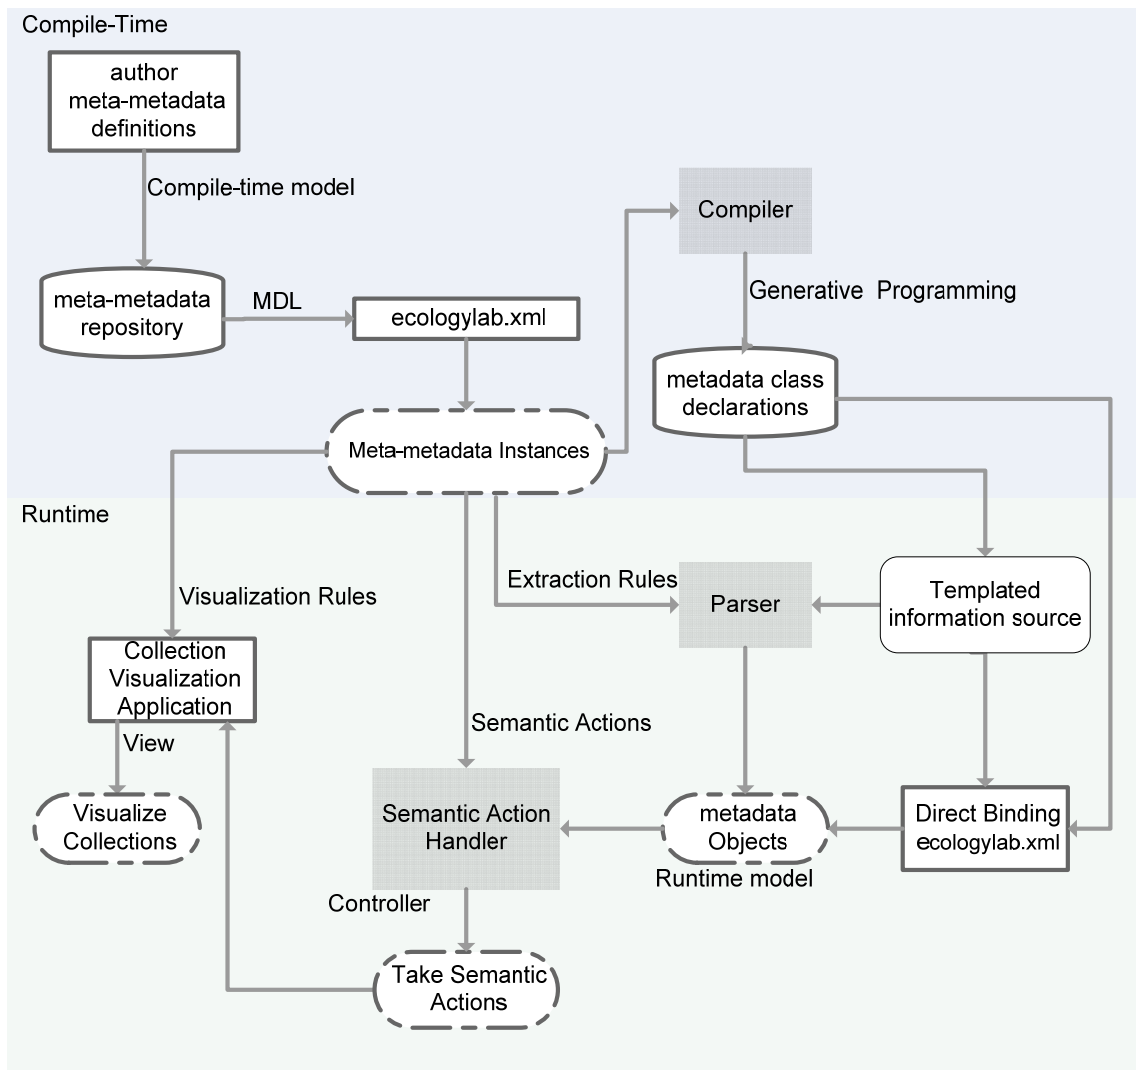 Compile-Time
author
meta-metadata
definitions
Compile-time model
Compiler
meta-metadata
repository
MDL
ecologylab.xml
Generative Programming
metadata class
declarations
Meta-metadata Instances
Runtime
Extraction Rules
Visualization Rules
Parser
Templated
information source
Collection
Visualization
Application
Semantic Actions
View
Visualize
Collections
Semantic Action
Handler
metadata
Objects
Direct Binding
ecologylab.xml
Runtime model
Controller
Take Semantic
Actions